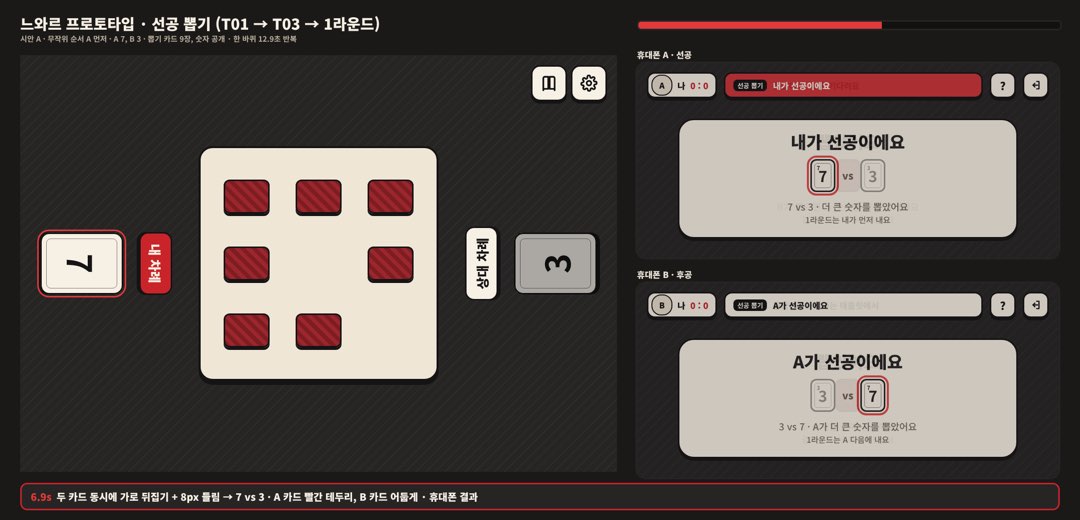 느와르 프로토타입 · 선공 뽑기 (T01 → T03 → 1라운드)
시안 A · 무작위 순서 A 먼저 · A 7, B 3 · 뽑기 카드 9장, 숫자 공개 · 한 바퀴 12.9초 반복
7
내 차례
상대 차례
3
휴대폰 A · 선공
A 나 0 : 0
선공 뽑기 내가 선공이에요
?
내가 선공이에요
7 7 vs 3 3
7 vs 3 · 더 큰 숫자를 뽑았어요
1라운드는 내가 먼저 내요
휴대폰 B · 후공
B 나 0 : 0
선공 뽑기 A가 선공이에요
?
A가 선공이에요
3 3 vs 7 7
3 vs 7 · A가 더 큰 숫자를 뽑았어요
1라운드는 A 다음에 내요
6.9s 두 카드 동시에 가로 뒤집기 + 8px 들림 → 7 vs 3 · A 카드 빨간 테두리, B 카드 어둡게 · 휴대폰 결과